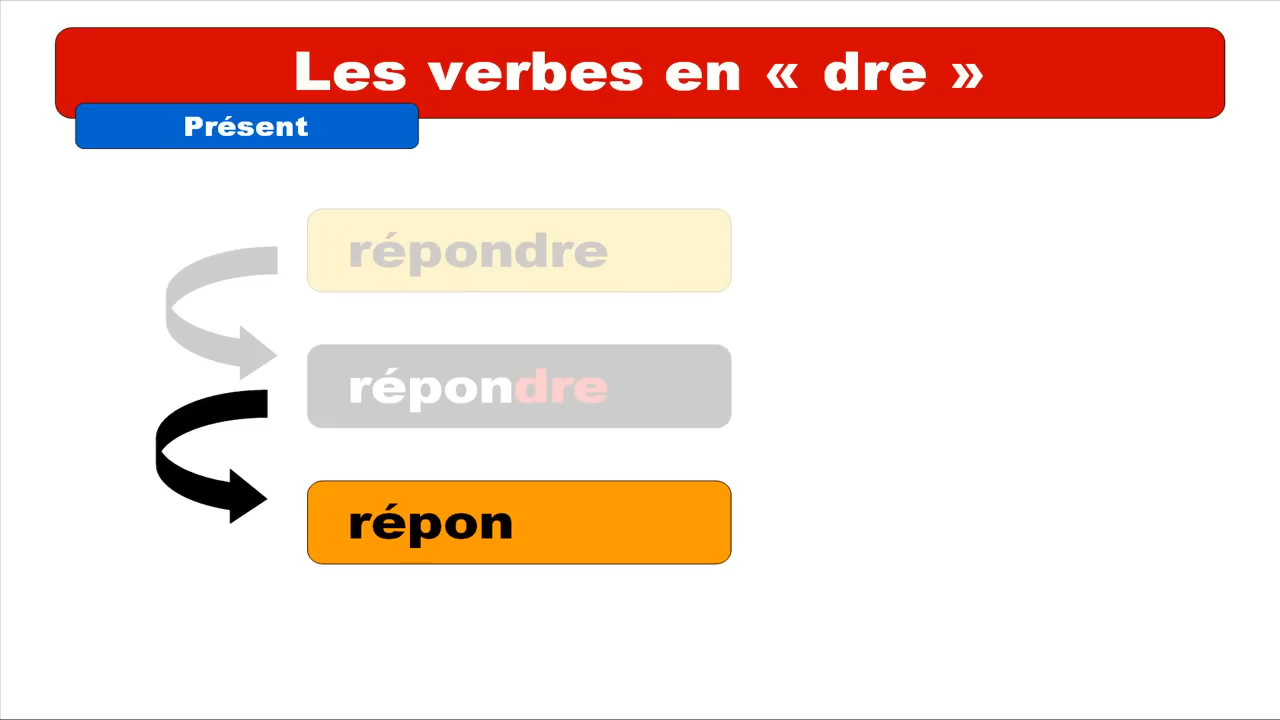 Les verbes en « dre »
Présent
répondre
répondre
répon